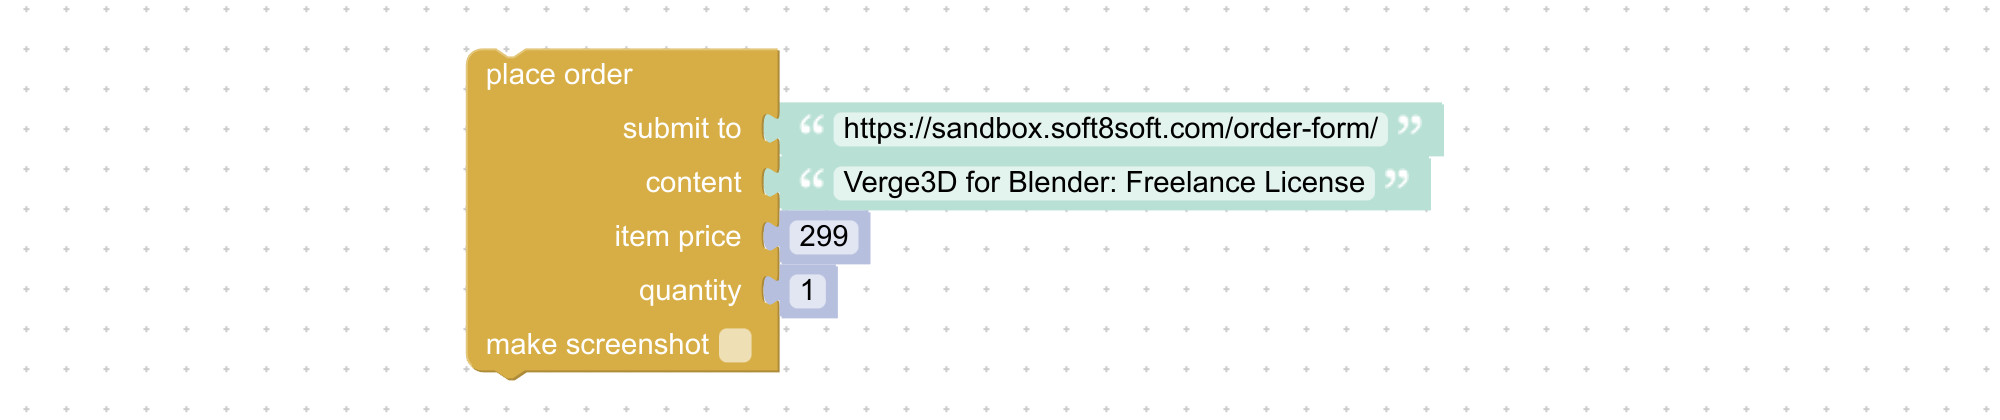 place order
submit to “ https://sandbox.soft8soft.com/order-form/ ”
content “ Verge3D for Blender: Freelance License ”
item price 299
quantity 1
make screenshot